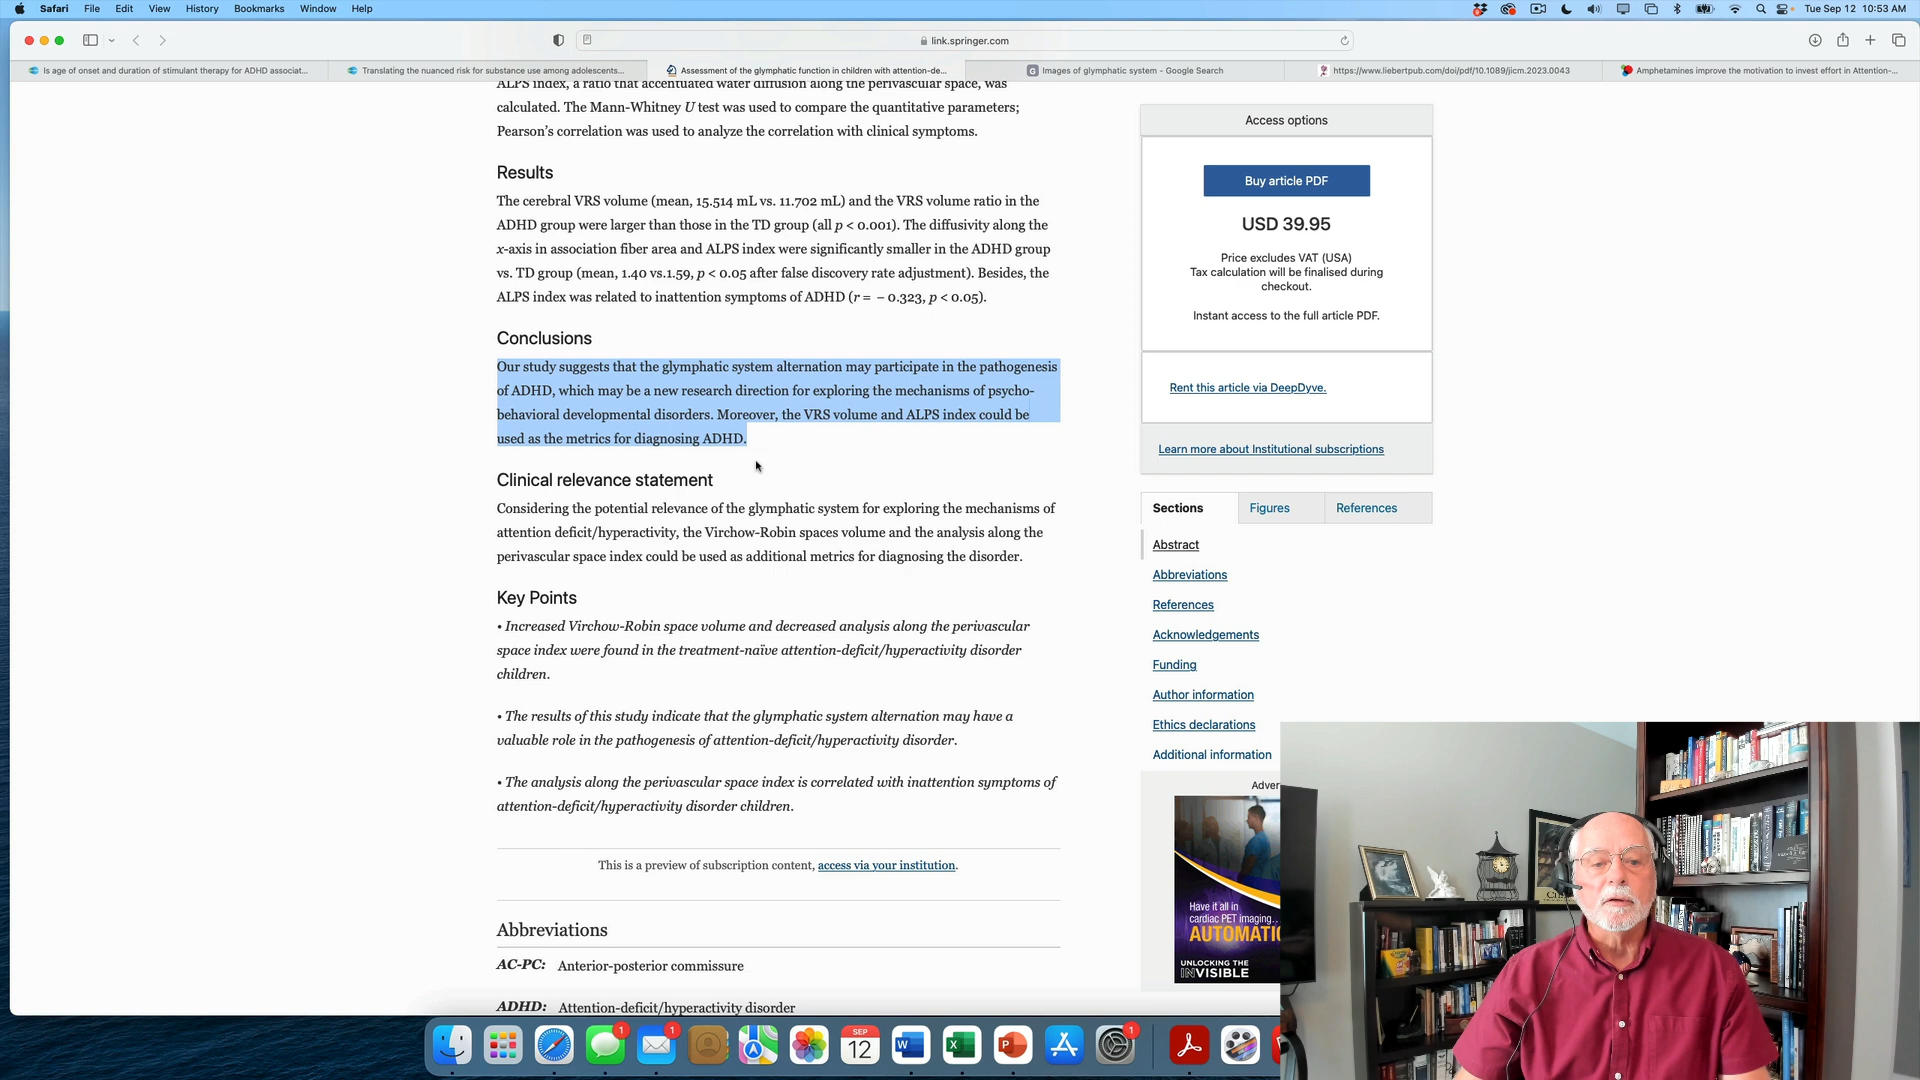 Safari File Edit View History Bookmarks Window Help
Tue Sep 12 10:53 AM
link.springer.com
Is age of onset and duration of stimulant therapy for ADHD associat...
Translating the nuanced risk for substance use among adolescents...
Assessment of the glymphatic function in children with attention-de...
Images of glymphatic system - Google Search
https://www.liebertpub.com/doi/pdf/10.1089/jicm.2023.0043
Amphetamines improve the motivation to invest effort in Attention-...
ALPS index, a ratio that accentuated water diffusion along the perivascular space, was
calculated. The Mann-Whitney U test was used to compare the quantitative parameters;
Pearson's correlation was used to analyze the correlation with clinical symptoms.
Results
The cerebral VRS volume (mean, 15.514 mL vs. 11.702 mL) and the VRS volume ratio in the
ADHD group were larger than those in the TD group (all p < 0.001). The diffusivity along the
x-axis in association fiber area and ALPS index were significantly smaller in the ADHD group
vs. TD group (mean, 1.40 vs.1.59, p < 0.05 after false discovery rate adjustment). Besides, the
ALPS index was related to inattention symptoms of ADHD (r = − 0.323, p < 0.05).
Conclusions
Our study suggests that the glymphatic system alternation may participate in the pathogenesis
of ADHD, which may be a new research direction for exploring the mechanisms of psycho-
behavioral developmental disorders. Moreover, the VRS volume and ALPS index could be
used as the metrics for diagnosing ADHD.
Clinical relevance statement
Considering the potential relevance of the glymphatic system for exploring the mechanisms of
attention deficit/hyperactivity, the Virchow-Robin spaces volume and the analysis along the
perivascular space index could be used as additional metrics for diagnosing the disorder.
Key Points
• Increased Virchow-Robin space volume and decreased analysis along the perivascular
space index were found in the treatment-naïve attention-deficit/hyperactivity disorder
children.
• The results of this study indicate that the glymphatic system alternation may have a
valuable role in the pathogenesis of attention-deficit/hyperactivity disorder.
• The analysis along the perivascular space index is correlated with inattention symptoms of
attention-deficit/hyperactivity disorder children.
This is a preview of subscription content, access via your institution.
Abbreviations
AC-PC: Anterior-posterior commissure
ADHD: Attention-deficit/hyperactivity disorder
Access options
Buy article PDF
USD 39.95
Price excludes VAT (USA)
Tax calculation will be finalised during
checkout.
Instant access to the full article PDF.
Rent this article via DeepDyve.
Learn more about Institutional subscriptions
Sections Figures References
Abstract
Abbreviations
References
Acknowledgements
Funding
Author information
Ethics declarations
Additional information
Adver
Have it all in
cardiac PET imaging..
AUTOMATI
UNLOCKING THE
INVISIBLE
1
1
SEP
12
W
X
P
1